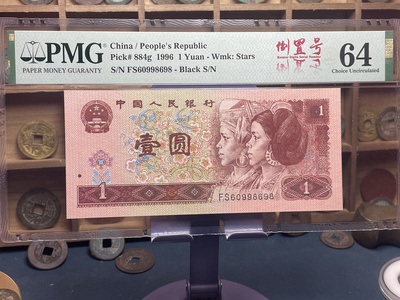 PMG
PAPER MONEY GUARANTY
China / People's Republic
Pick# 884g 1996 1 Yuan - Wmk: Stars
S/N FS60998698 - Black S/N
倒置号
64
Choice Uncirculated
中国人民银行
1
壹圆
1
1
FS60998698